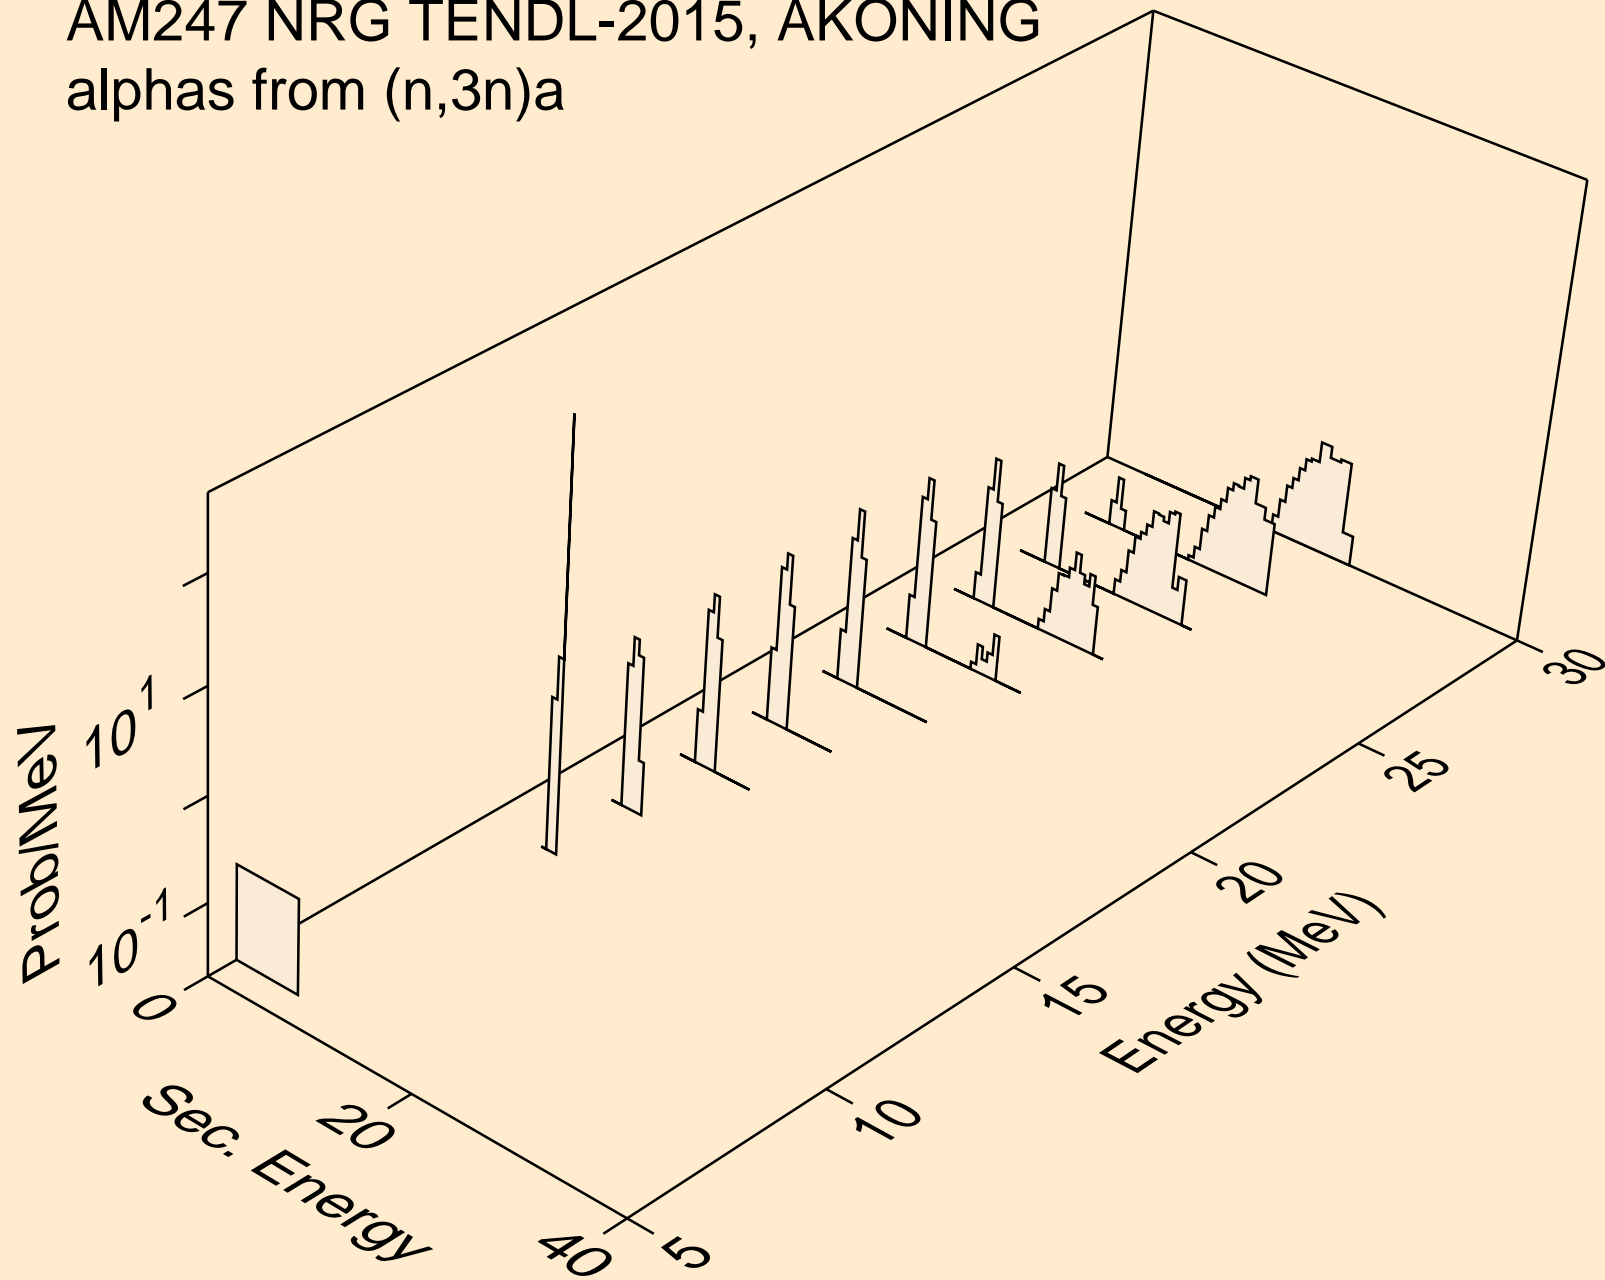 AM247 NRG TENDL-2015, AKONING
alphas from (n,3n)a
Prob/MeV
10^1
10^-1
0
20
40
Sec. Energy
5
10
15
20
25
30
Energy (MeV)